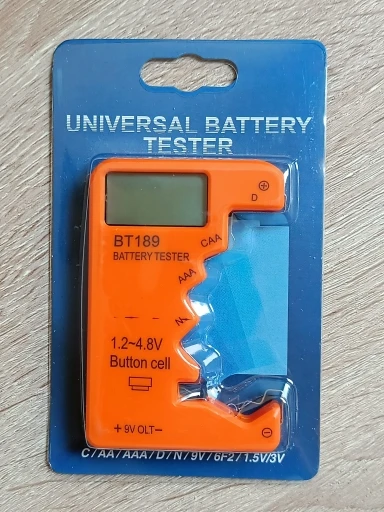 UNIVERSAL BATTERY
TESTER
D
BT189
CAA
BATTERY TESTER
AAA
N
1.2~4.8V
Button cell
+ 9V OLT−
C / AA / AAA / D / N / 9V / 6F2 / 1.5V/3V